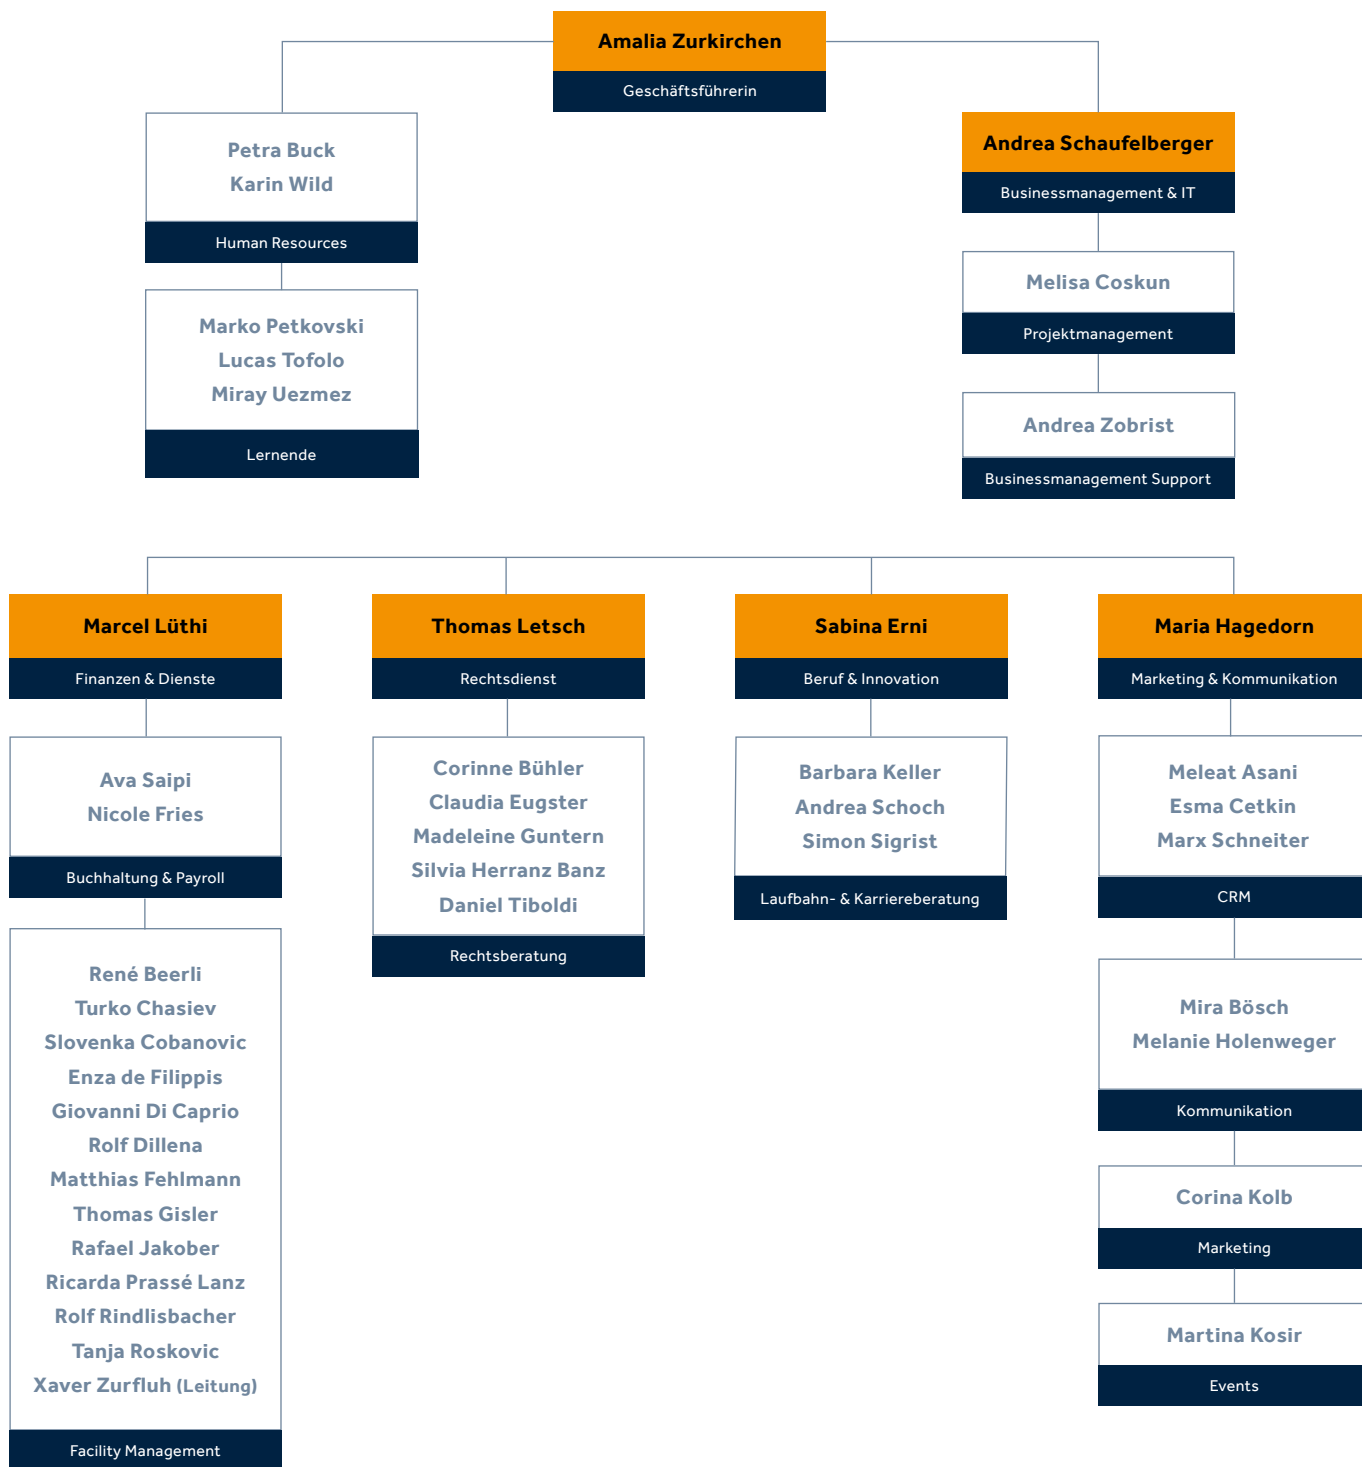 Amalia Zurkirchen
Geschäftsführerin
Petra Buck
Karin Wild
Human Resources
Marko Petkovski
Lucas Tofolo
Miray Uezmez
Lernende
Andrea Schaufelberger
Businessmanagement & IT
Melisa Coskun
Projektmanagement
Andrea Zobrist
Businessmanagement Support
Marcel Lüthi
Finanzen & Dienste
Ava Saipi
Nicole Fries
Buchhaltung & Payroll
René Beerli
Turko Chasiev
Slovenka Cobanovic
Enza de Filippis
Giovanni Di Caprio
Rolf Dillena
Matthias Fehlmann
Thomas Gisler
Rafael Jakober
Ricarda Prassé Lanz
Rolf Rindlisbacher
Tanja Roskovic
Xaver Zurfluh (Leitung)
Facility Management
Thomas Letsch
Rechtsdienst
Corinne Bühler
Claudia Eugster
Madeleine Guntern
Silvia Herranz Banz
Daniel Tiboldi
Rechtsberatung
Sabina Erni
Beruf & Innovation
Barbara Keller
Andrea Schoch
Simon Sigrist
Laufbahn- & Karriereberatung
Maria Hagedorn
Marketing & Kommunikation
Meleat Asani
Esma Cetkin
Marx Schneiter
CRM
Mira Bösch
Melanie Holenweger
Kommunikation
Corina Kolb
Marketing
Martina Kosir
Events